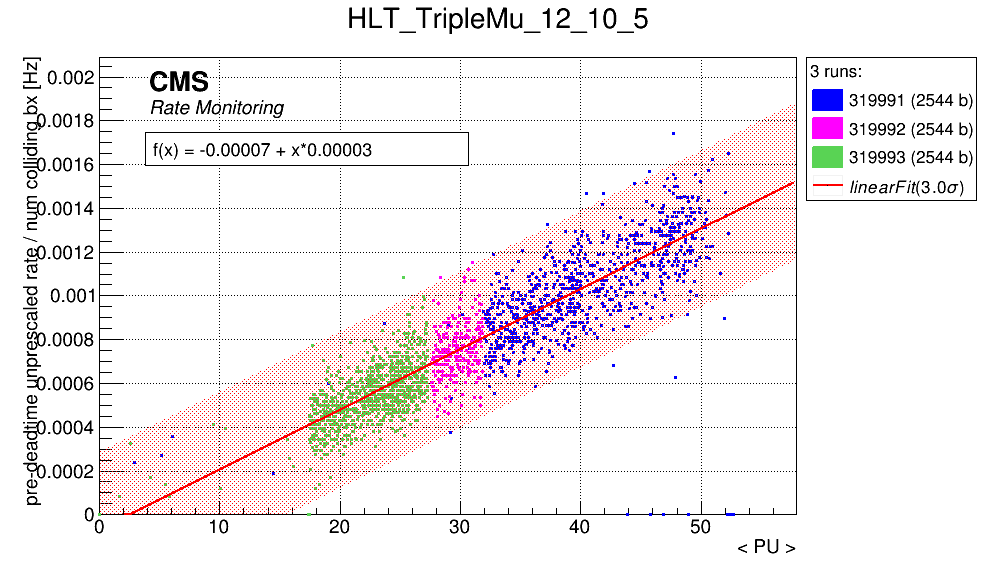 HLT_TripleMu_12_10_5
pre-deadtime unprescaled rate / num colliding bx [Hz]
0.002
0.0018
0.0016
0.0014
0.0012
0.001
0.0008
0.0006
0.0004
0.0002
0
CMS
Rate Monitoring
f(x) = -0.00007 + x*0.00003
0 10 20 30 40 50
< PU >
3 runs:
319991 (2544 b)
319992 (2544 b)
319993 (2544 b)
linearFit(3.0σ)